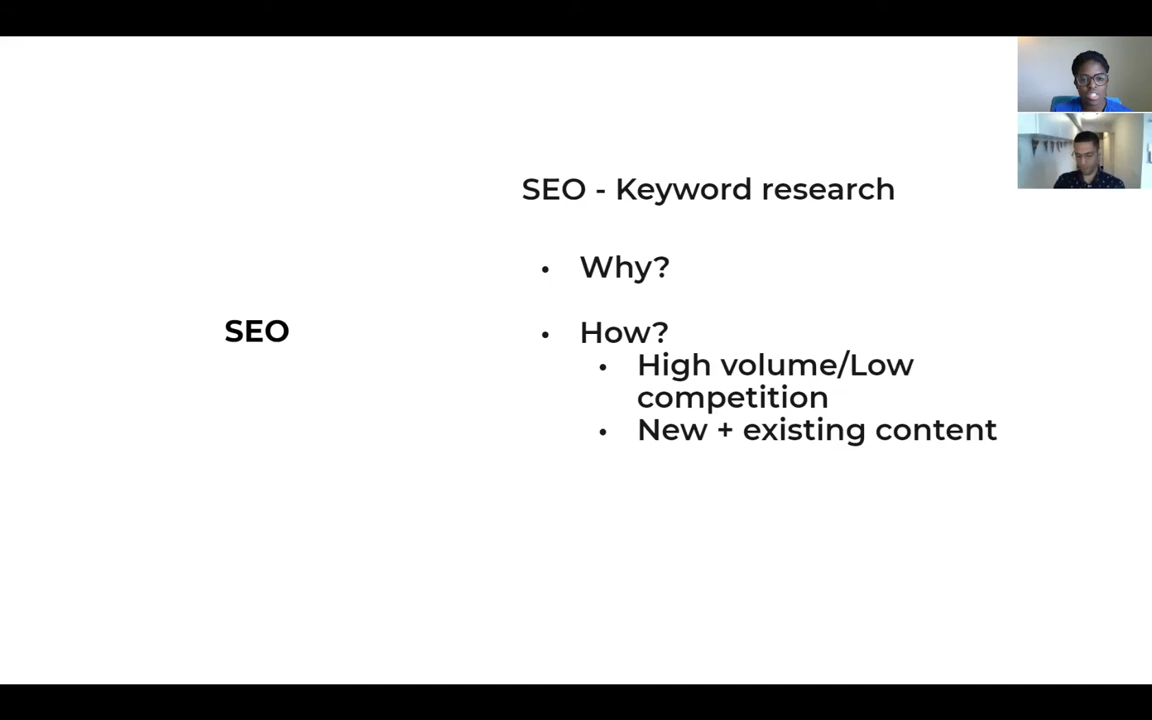 SEO - Keyword research
• Why?
SEO
• How?
• High volume/Low
competition
• New + existing content